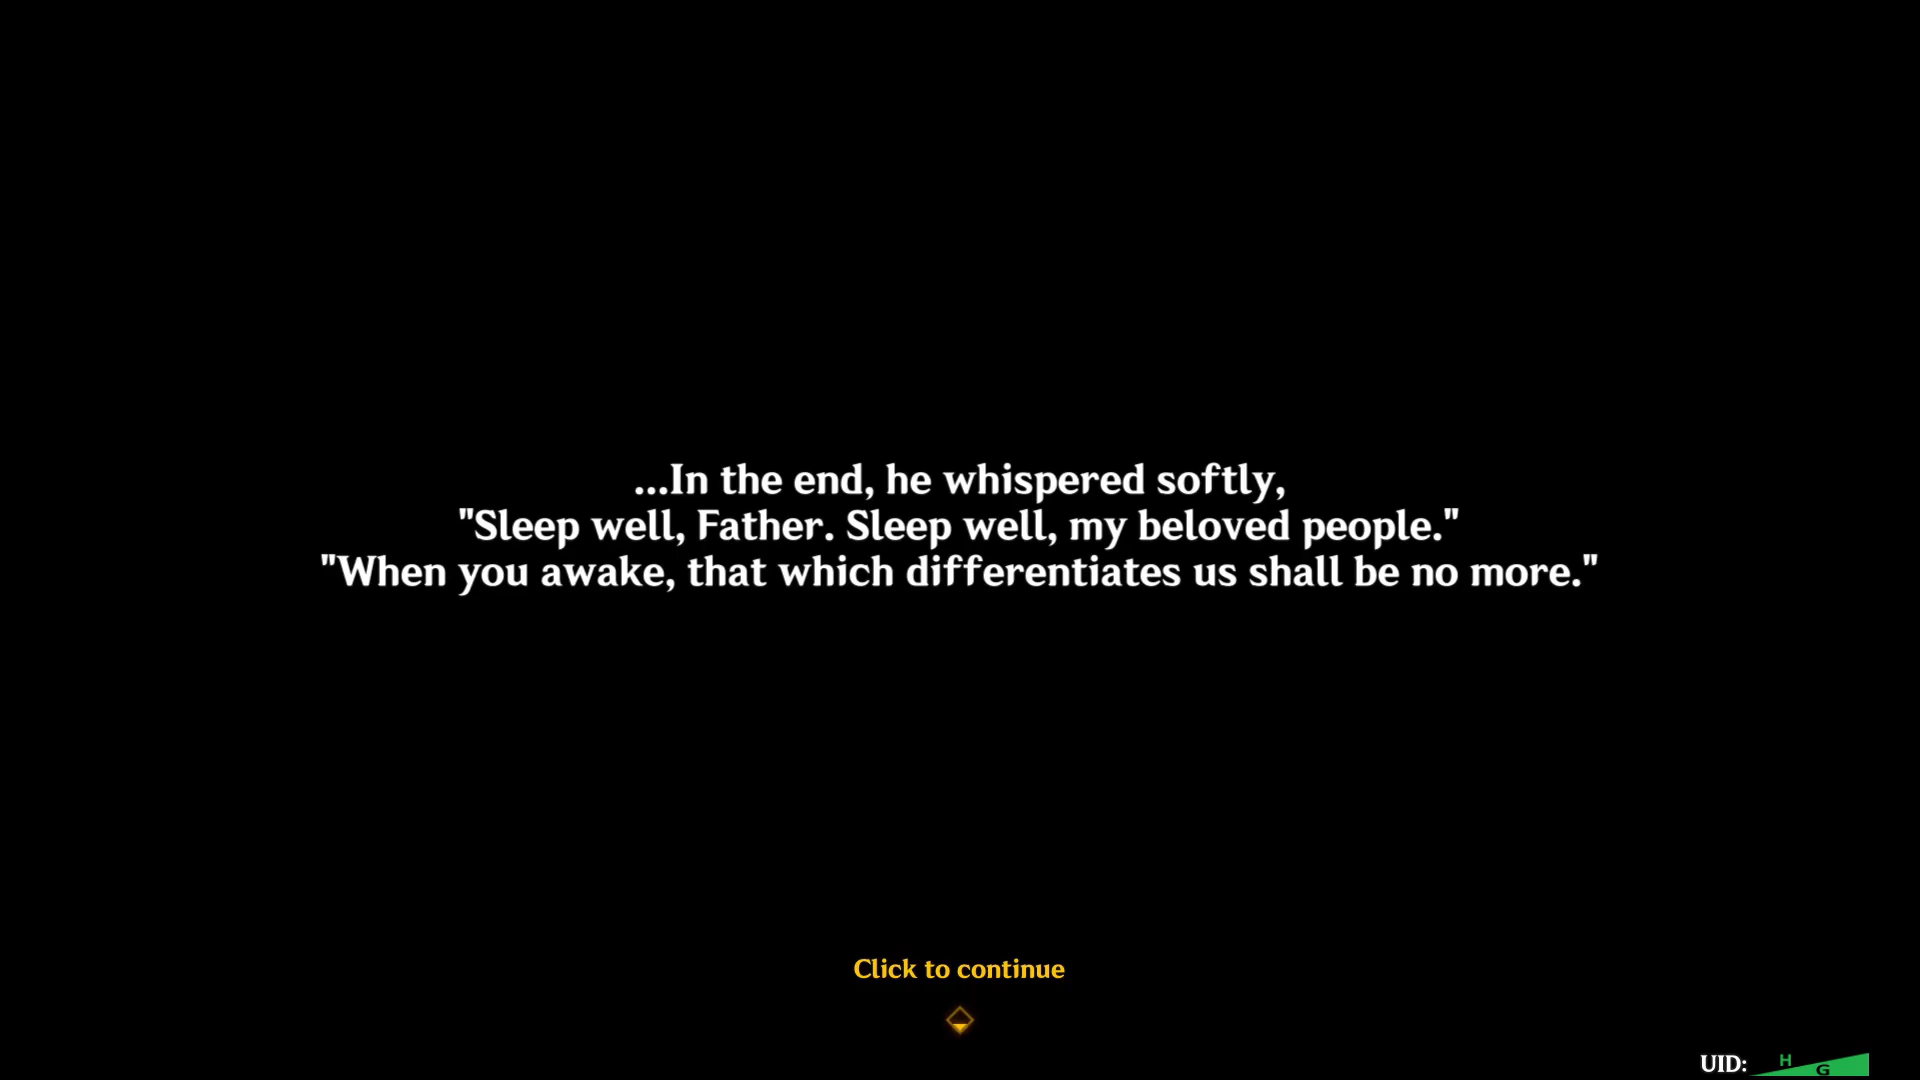 ...In the end, he whispered softly,
"Sleep well, Father. Sleep well, my beloved people."
"When you awake, that which differentiates us shall be no more."
Click to continue
UID:
H
G